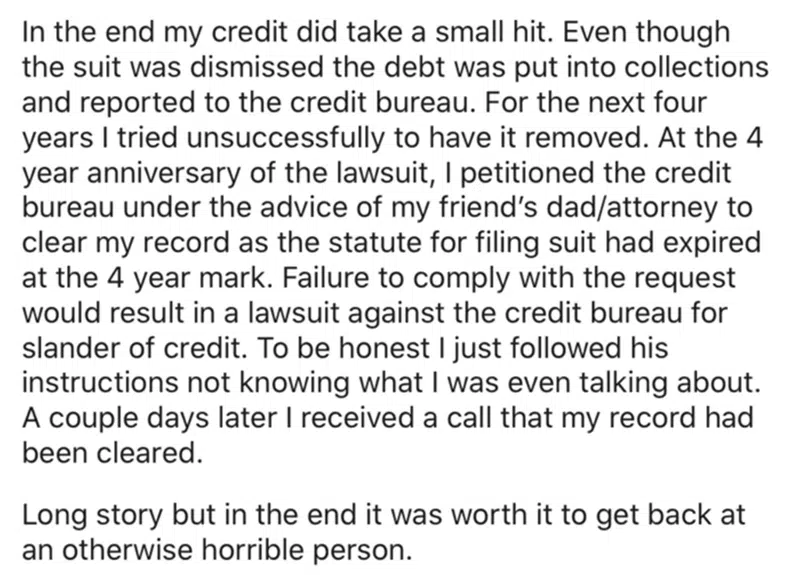 In the end my credit did take a small hit. Even though
the suit was dismissed the debt was put into collections
and reported to the credit bureau. For the next four
years I tried unsuccessfully to have it removed. At the 4
year anniversary of the lawsuit, I petitioned the credit
bureau under the advice of my friend’s dad/attorney to
clear my record as the statute for filing suit had expired
at the 4 year mark. Failure to comply with the request
would result in a lawsuit against the credit bureau for
slander of credit. To be honest I just followed his
instructions not knowing what I was even talking about.
A couple days later I received a call that my record had
been cleared.
Long story but in the end it was worth it to get back at
an otherwise horrible person.